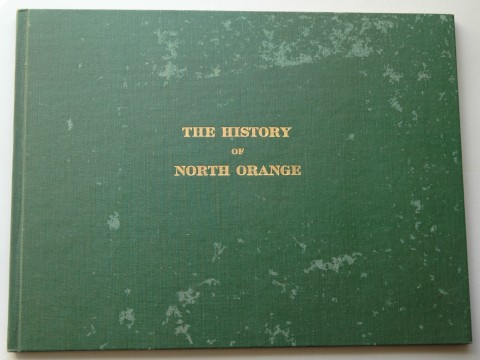 THE HISTORY
OF
NORTH ORANGE